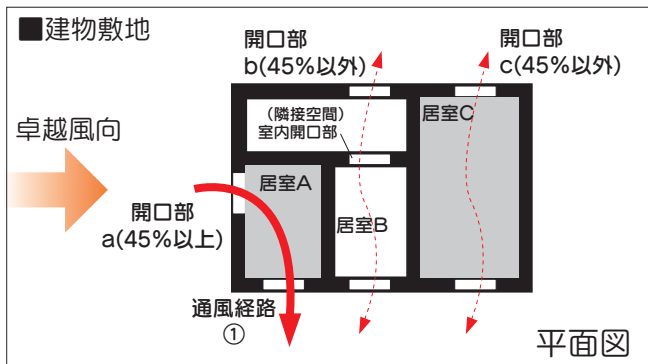 ■建物敷地
開口部
b(45%以外)
開口部
c(45%以外)
卓越風向
（隣接空間）
室内開口部
居室C
居室A
開口部
a(45%以上)
居室B
通風経路
①
平面図